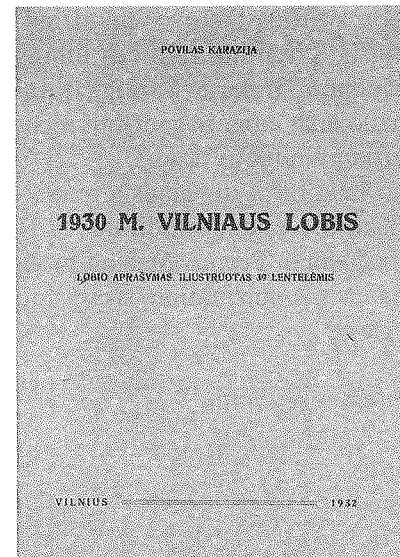 POVILAS KARAZIJA
1930 M. VILNIAUS LOBIS
LOBIO APRAŠYMAS, ILIUSTRUOTAS 39 LENTELĖMIS
VILNIUS 1932